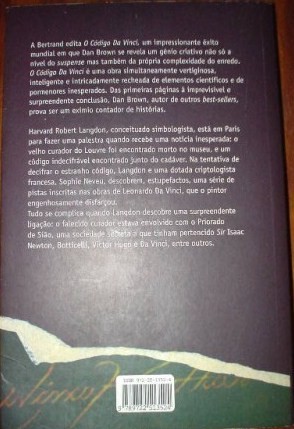 A Bertrand edita O Código Da Vinci, um impressionante êxito
mundial em que Dan Brown se revela um génio criativo não só a
nível do suspense mas também da própria complexidade do enredo.
O Código Da Vinci é uma obra simultaneamente vertiginosa,
inteligente e intricadamente recheada de elementos científicos e de
pormenores inesperados. Das primeiras páginas à imprevisível e
surpreendente conclusão, Dan Brown, autor de outros best-sellers,
prova ser um exímio contador de histórias.
Harvard Robert Langdon, conceituado simbologista, está em Paris
para fazer uma palestra quando recebe uma notícia inesperada: o
velho curador do Louvre foi encontrado morto no museu, e um
código indecifrável encontrado junto do cadáver. Na tentativa de
decifrar o estranho código, Langdon e uma dotada criptologista
francesa, Sophie Neveu, descobrem, estupefactos, uma série de
pistas inscritas nas obras de Leonardo Da Vinci, que o pintor
engenhosamente disfarçou.
Tudo se complica quando Langdon descobre uma surpreendente
ligação: o falecido curador estava envolvido com o Priorado
de Sião, uma sociedade secreta a que tinham pertencido Sir Isaac
Newton, Botticelli, Victor Hugo e Da Vinci, entre outros.
ISBN